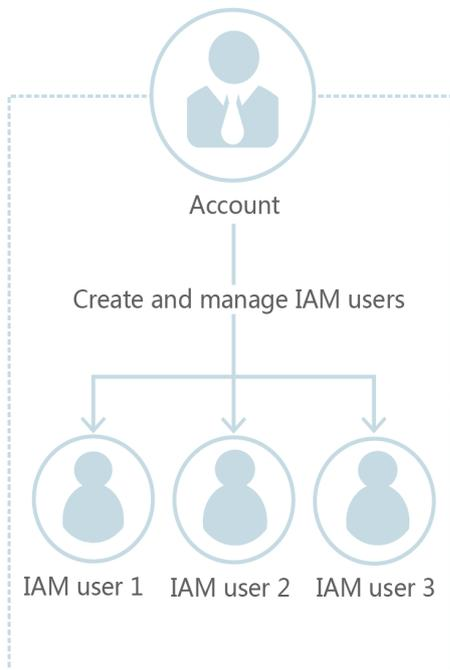 Account
Create and manage IAM users
IAM user 1
IAM user 2
IAM user 3